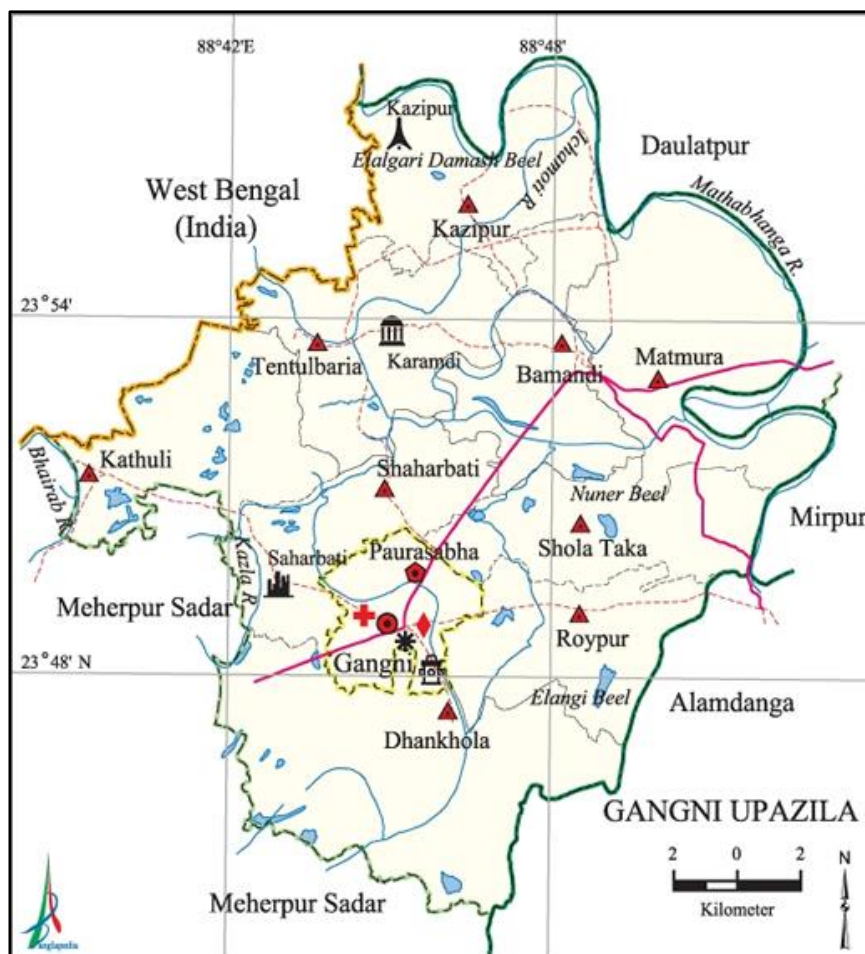 88°42'E
88°48'
Kazipur
Elalgari Damash Beel
Ichamoti R.
Daulatpur
West Bengal
(India)
Mathabhanga R.
Kazipur
23°54'
Tentulbaria
Karamdi
Bamandi
Matmura
Kathuli
Bhairab R.
Shaharbati
Nuner Beel
Mirpur
Shola Taka
Saharbati
Paurasabha
Kazla R.
Meherpur Sadar
Roypur
Gangni
23°48' N
Elangi Beel
Alamdanga
Dhankhola
GANGNI UPAZILA
2 0 2
N
Kilometer
Meherpur Sadar
anglapedia